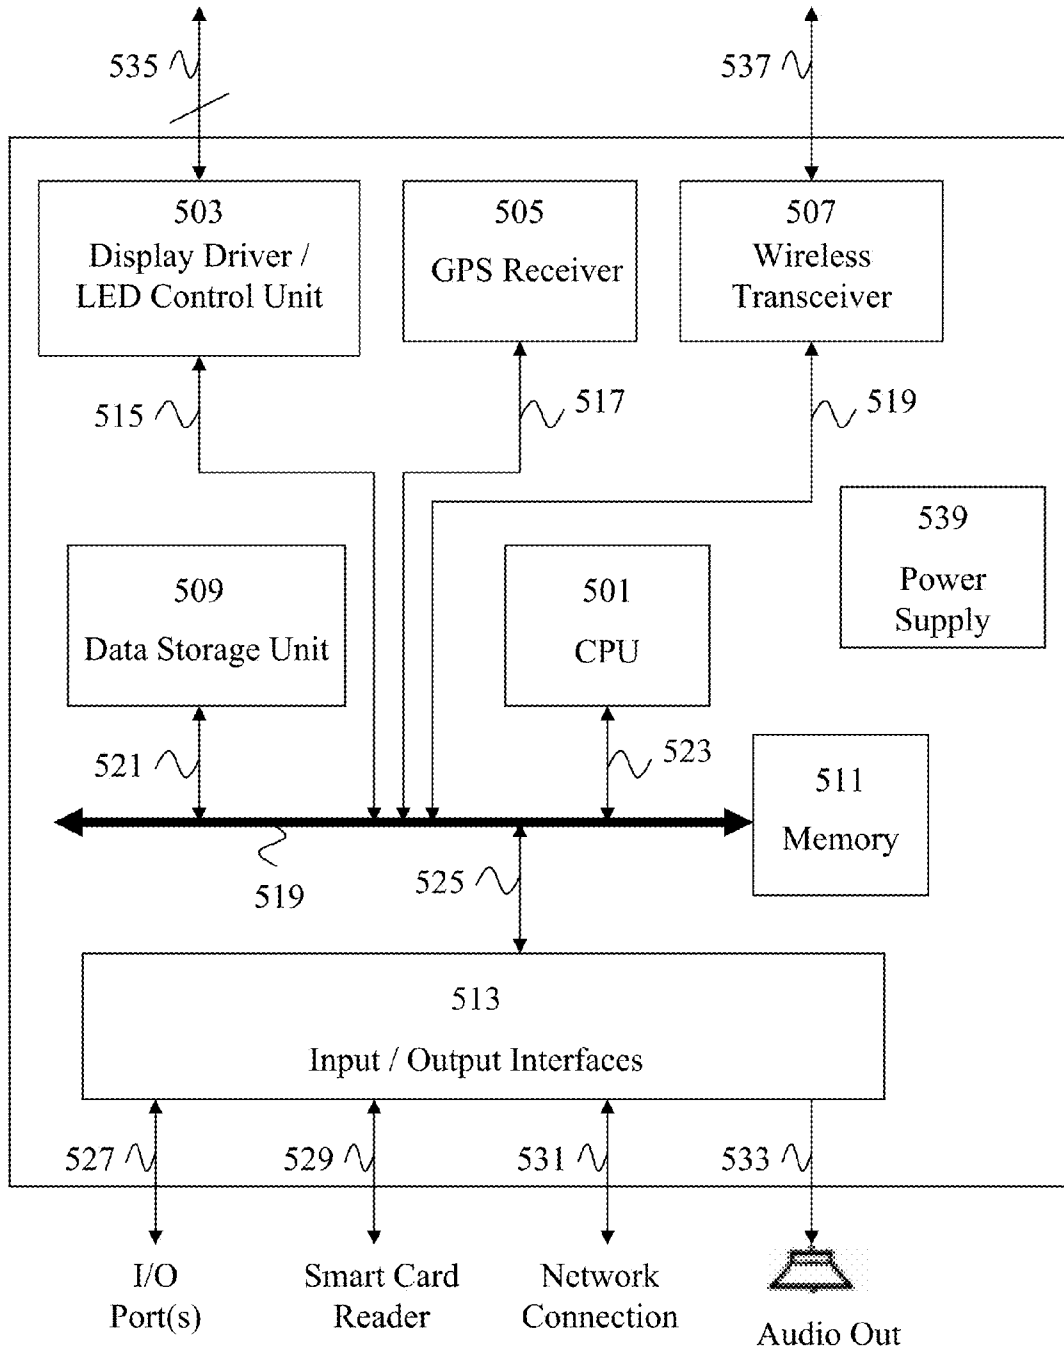 535
537
503
Display Driver /
LED Control Unit
505
GPS Receiver
507
Wireless
Transceiver
515
517
519
539
Power
Supply
509
Data Storage Unit
501
CPU
521
523
511
Memory
519
525
513
Input / Output Interfaces
527
529
531
533
I/O
Port(s)
Smart Card
Reader
Network
Connection
Audio Out